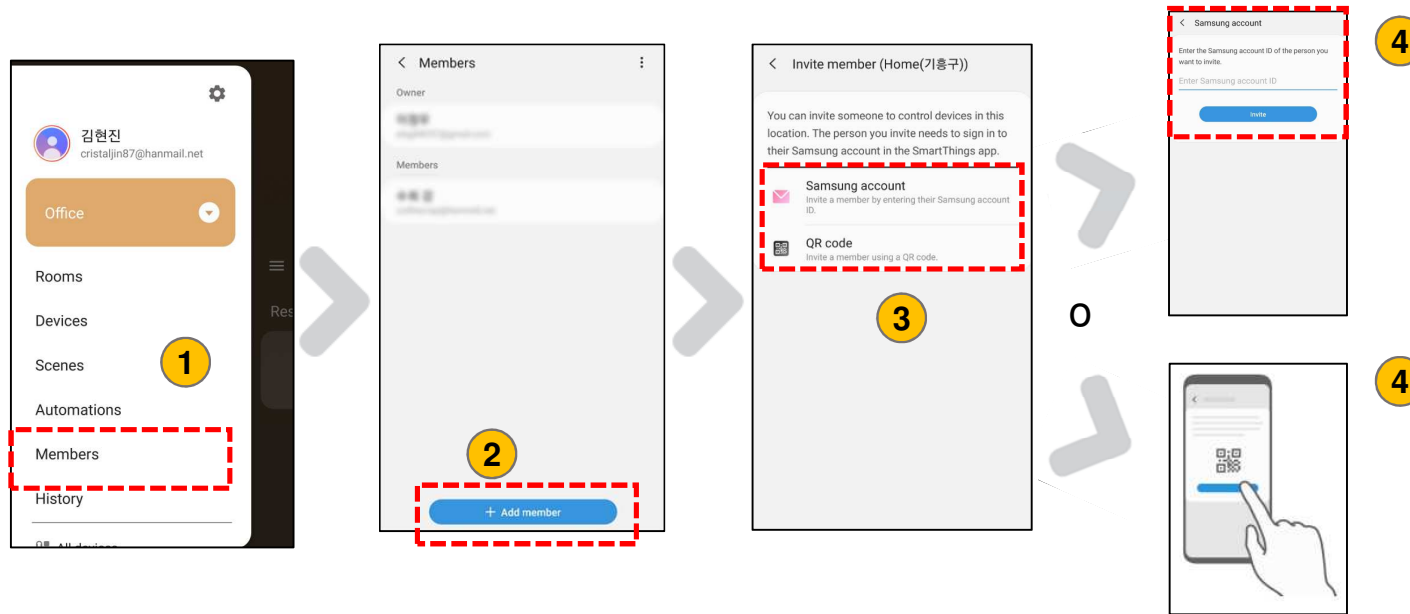 김현진
cristaljin87@hanmail.net
Office
Rooms
Devices
Scenes
1
Automations
Members
History
All devices
Res
Members
Owner
Members
2
+ Add member
Invite member (Home(기흥구))
You can invite someone to control devices in this
location. The person you invite needs to sign in to
their Samsung account in the SmartThings app.
Samsung account
Invite a member by entering their Samsung account
ID.
QR code
Invite a member using a QR code.
3
O
Samsung account
Enter the Samsung account ID of the person you
want to invite.
Enter Samsung account ID
Invite
4
4